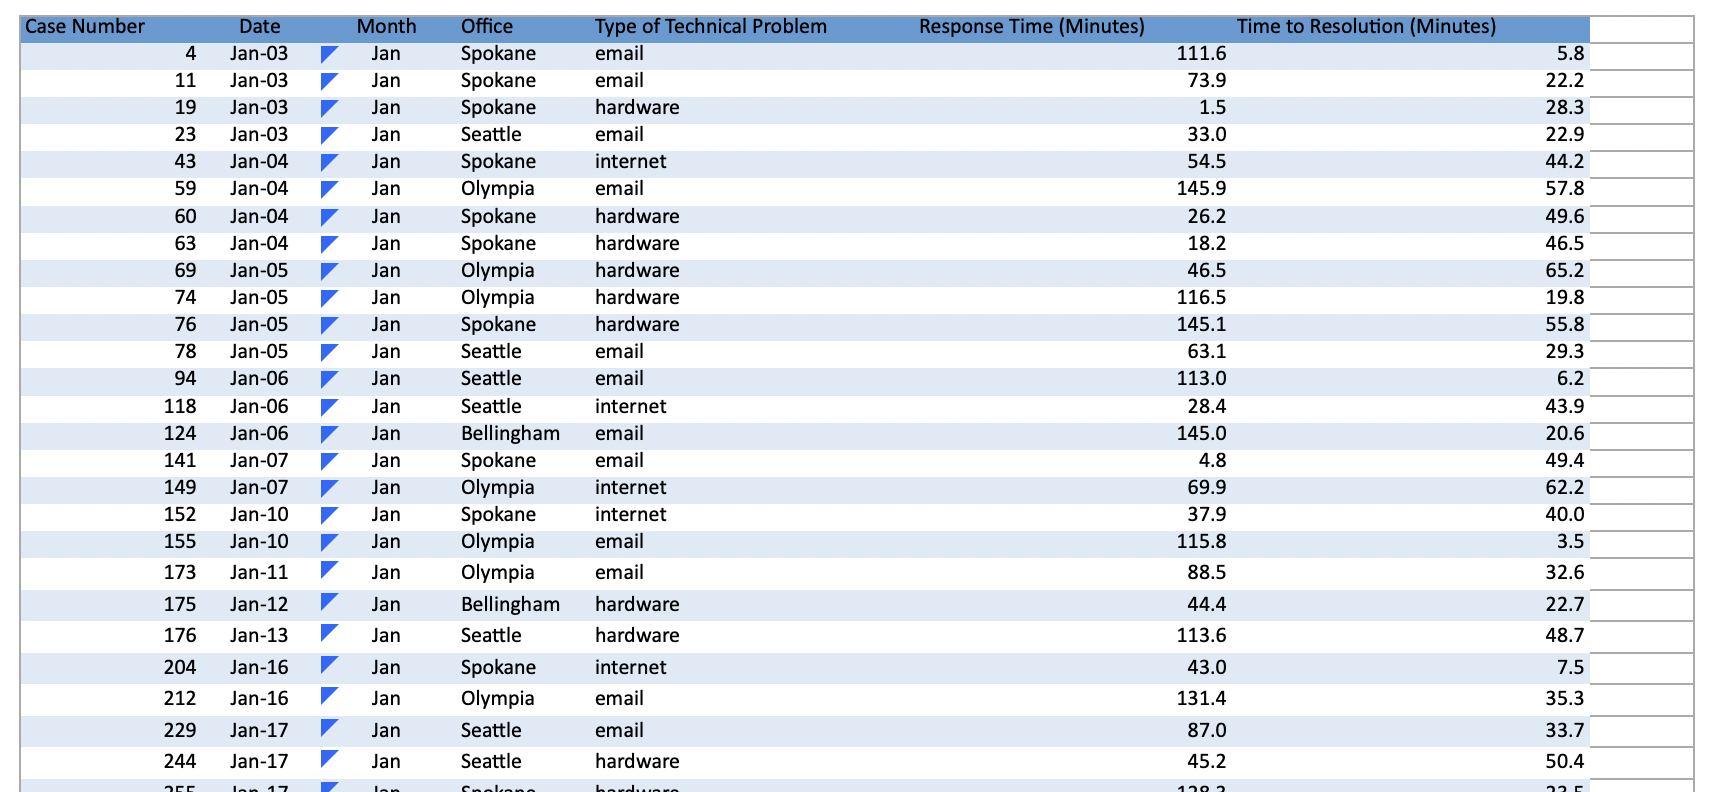 Case Number Date Month Office Type of Technical Problem Response Time (Minutes) Time to Resolution (Minutes)
4 Jan-03 Jan Spokane email 111.6 5.8
11 Jan-03 Jan Spokane email 73.9 22.2
19 Jan-03 Jan Spokane hardware 1.5 28.3
23 Jan-03 Jan Seattle email 33.0 22.9
43 Jan-04 Jan Spokane internet 54.5 44.2
59 Jan-04 Jan Olympia email 145.9 57.8
60 Jan-04 Jan Spokane hardware 26.2 49.6
63 Jan-04 Jan Spokane hardware 18.2 46.5
69 Jan-05 Jan Olympia hardware 46.5 65.2
74 Jan-05 Jan Olympia hardware 116.5 19.8
76 Jan-05 Jan Spokane hardware 145.1 55.8
78 Jan-05 Jan Seattle email 63.1 29.3
94 Jan-06 Jan Seattle email 113.0 6.2
118 Jan-06 Jan Seattle internet 28.4 43.9
124 Jan-06 Jan Bellingham email 145.0 20.6
141 Jan-07 Jan Spokane email 4.8 49.4
149 Jan-07 Jan Olympia internet 69.9 62.2
152 Jan-10 Jan Spokane internet 37.9 40.0
155 Jan-10 Jan Olympia email 115.8 3.5
173 Jan-11 Jan Olympia email 88.5 32.6
175 Jan-12 Jan Bellingham hardware 44.4 22.7
176 Jan-13 Jan Seattle hardware 113.6 48.7
204 Jan-16 Jan Spokane internet 43.0 7.5
212 Jan-16 Jan Olympia email 131.4 35.3
229 Jan-17 Jan Seattle email 87.0 33.7
244 Jan-17 Jan Seattle hardware 45.2 50.4
Jan-17 Jan Spokane hardware